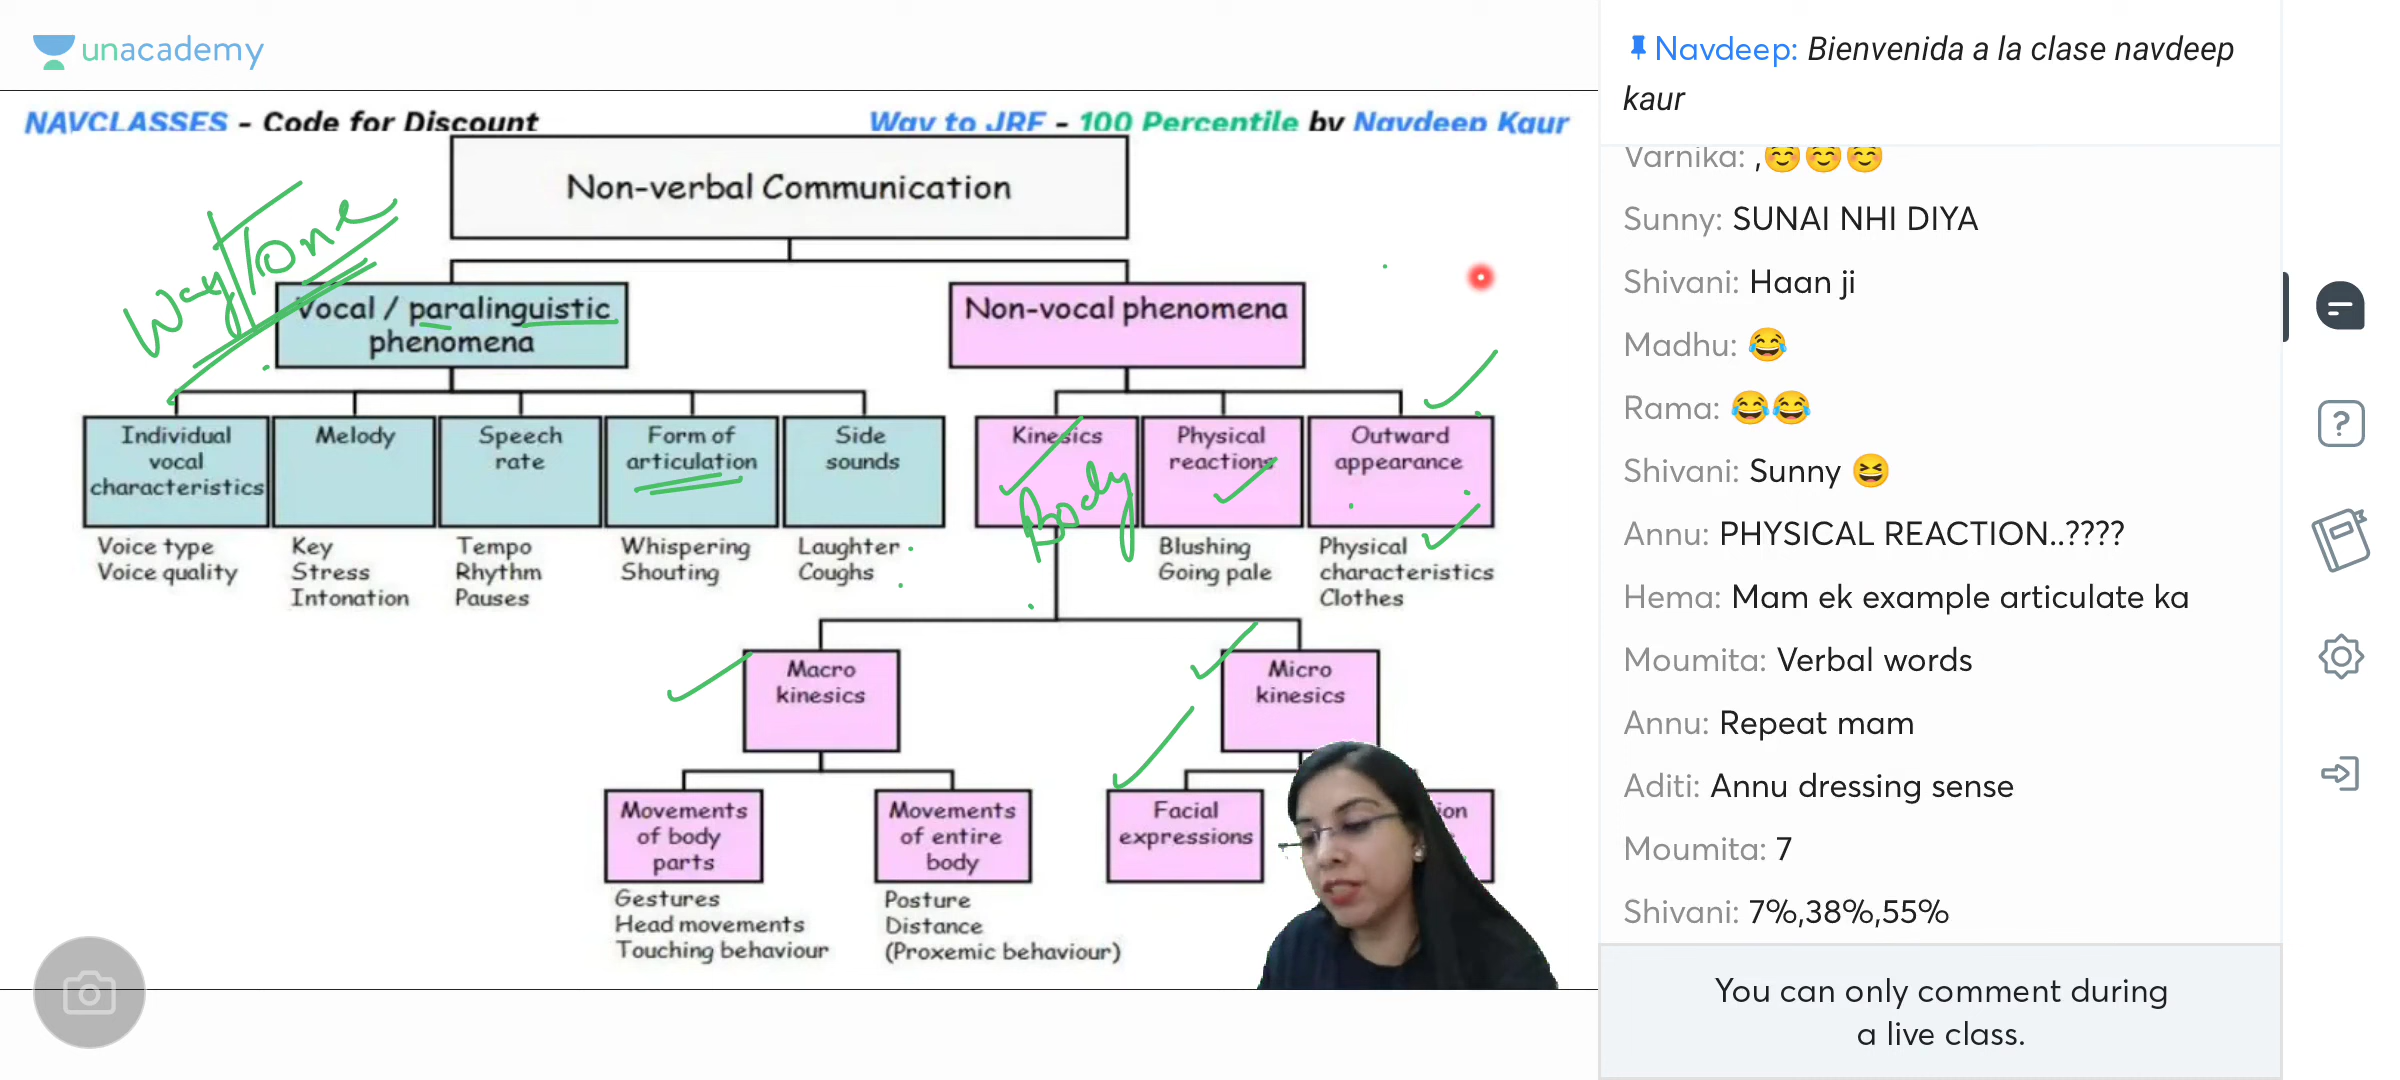 unacademy
NAVCLASSES - Code for Discount
Way to JRF - 100 Percentile by Navdeep Kaur
Non-verbal Communication
Way/Tone
Vocal / paralinguistic
phenomena
Non-vocal phenomena
Individual
vocal
characteristics
Melody
Speech
rate
Form of
articulation
Side
sounds
Kinesics
Body
Physical
reactions
Outward
appearance
Voice type
Voice quality
Key
Stress
Intonation
Tempo
Rhythm
Pauses
Whispering
Shouting
Laughter
Coughs
Blushing
Going pale
Physical
characteristics
Clothes
Macro
kinesics
Micro
kinesics
Movements
of body
parts
Movements
of entire
body
Facial
expressions
Gestures
Head movements
Touching behaviour
Posture
Distance
(Proxemic behaviour)
Navdeep: Bienvenida a la clase navdeep
kaur
Varnika: ,☺️☺️☺️
Sunny: SUNAI NHI DIYA
Shivani: Haan ji
Madhu: 😂
Rama: 😂😂
Shivani: Sunny 😆
Annu: PHYSICAL REACTION..????
Hema: Mam ek example articulate ka
Moumita: Verbal words
Annu: Repeat mam
Aditi: Annu dressing sense
Moumita: 7
Shivani: 7%,38%,55%
You can only comment during
a live class.